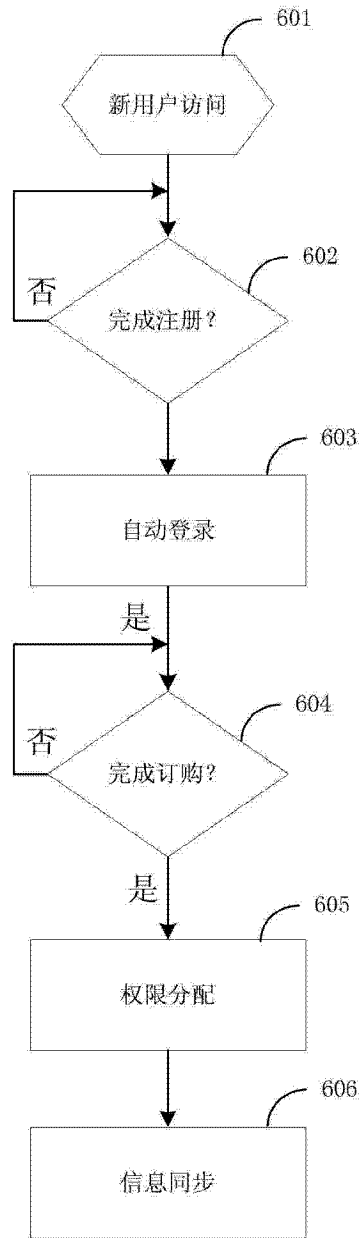 601
新用户访问
602
否
完成注册?
603
自动登录
是
604
否
完成订购?
是
605
权限分配
606
信息同步